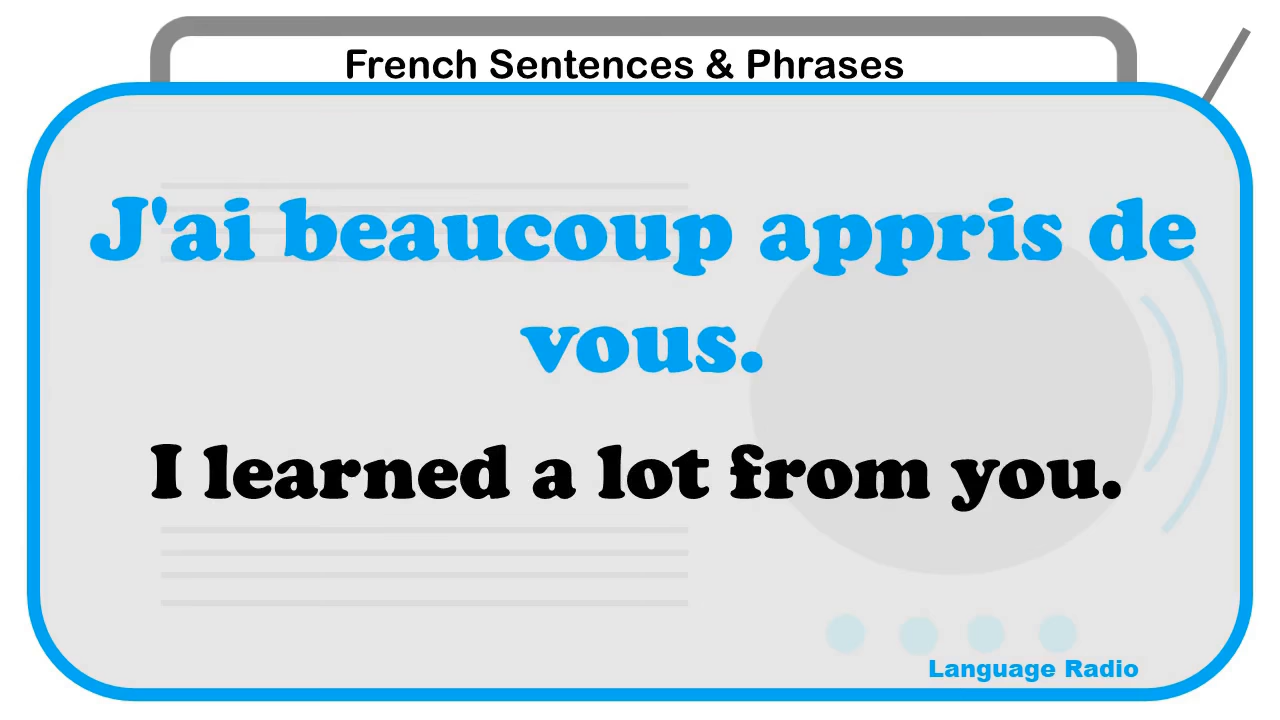 French Sentences & Phrases
J'ai beaucoup appris de
vous.
I learned a lot from you.
Language Radio